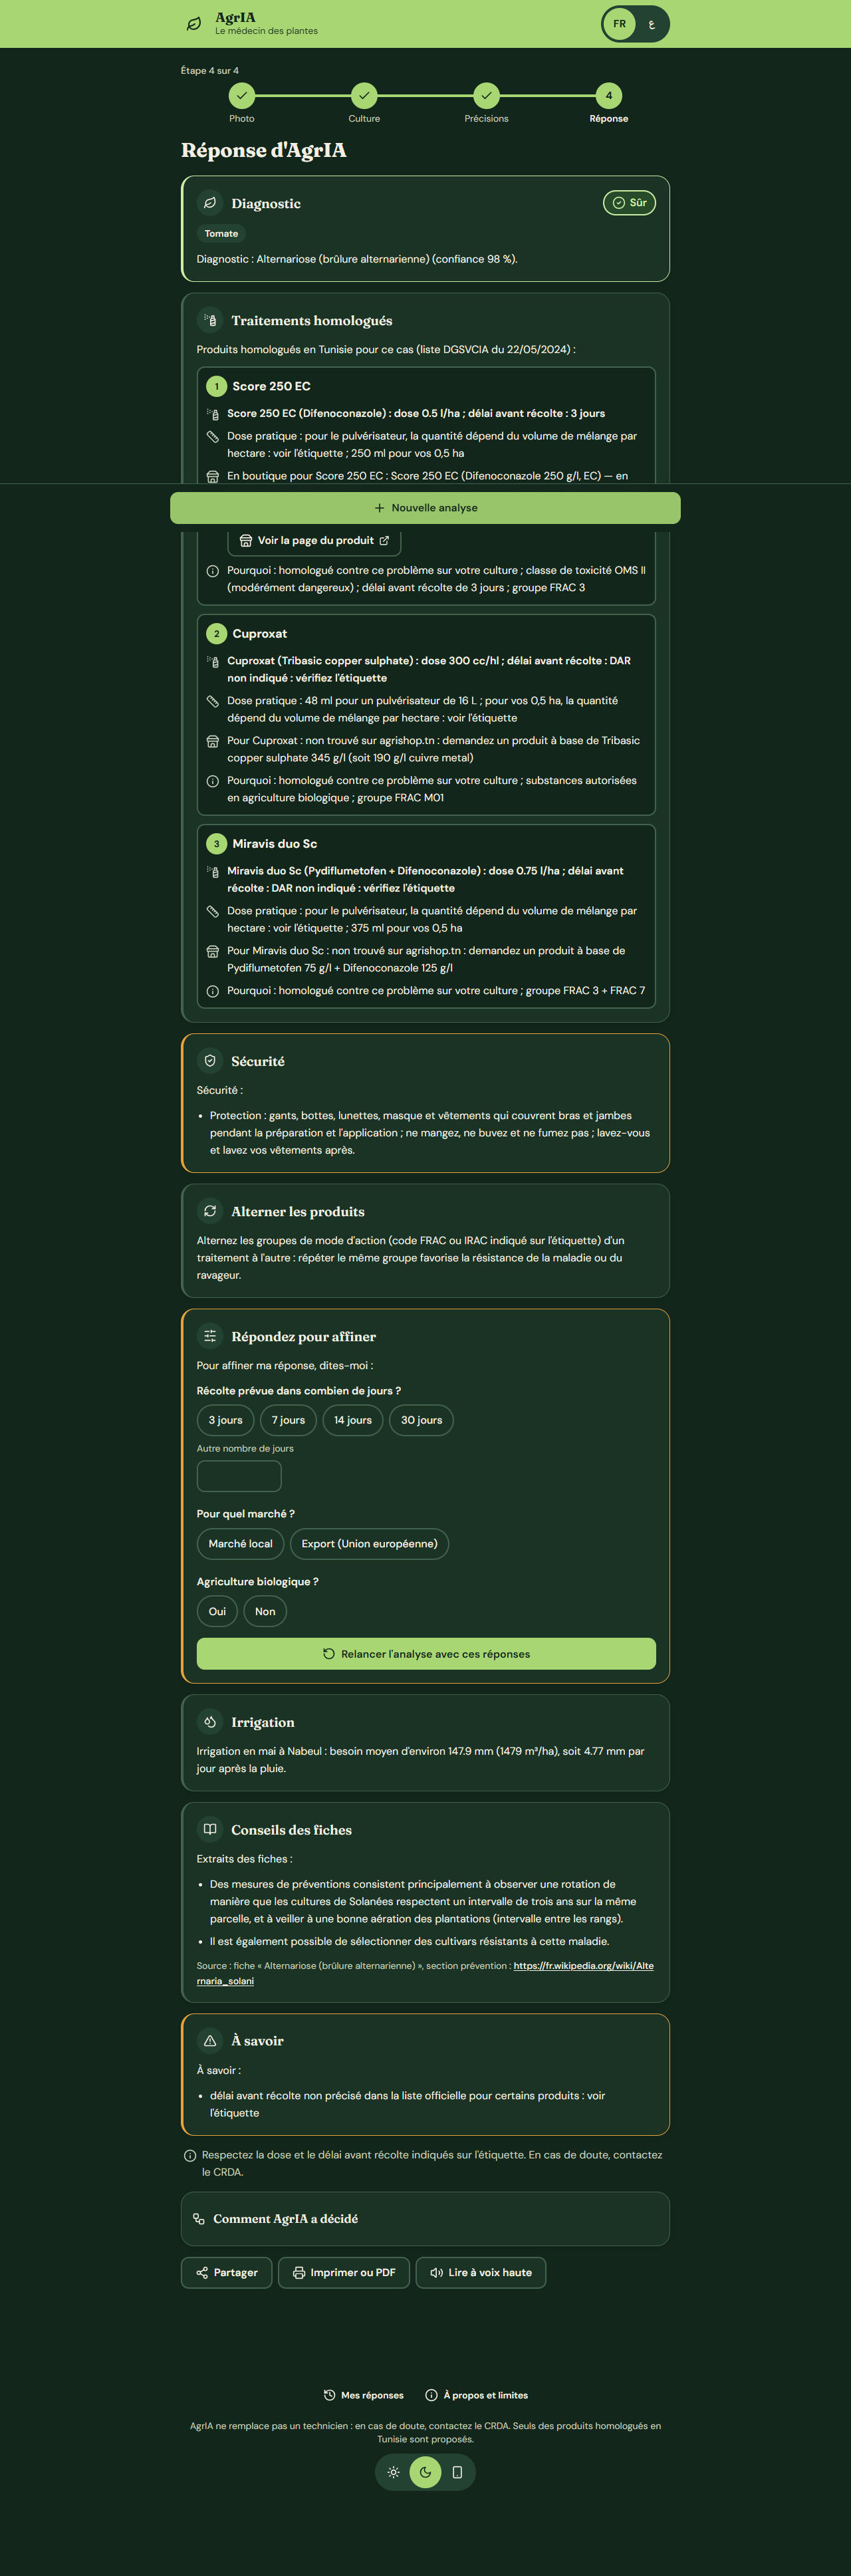 AgrIA
Le médecin des plantes
FR
ع
Étape 4 sur 4
Photo
Culture
Précisions
4
Réponse
Réponse d'AgrIA
Diagnostic
Sûr
Tomate
Diagnostic : Alternariose (brûlure alternarienne) (confiance 98 %).
Traitements homologués
Produits homologués en Tunisie pour ce cas (liste DGSVCIA du 22/05/2024) :
1
Score 250 EC
Score 250 EC (Difenoconazole) : dose 0.5 l/ha ; délai avant récolte : 3 jours
Dose pratique : pour le pulvérisateur, la quantité dépend du volume de mélange par
hectare : voir l'étiquette ; 250 ml pour vos 0,5 ha
En boutique pour Score 250 EC : Score 250 EC (Difenoconazole 250 g/l, EC) — en
Nouvelle analyse
Voir la page du produit
Pourquoi : homologué contre ce problème sur votre culture ; classe de toxicité OMS II
(modérément dangereux) ; délai avant récolte de 3 jours ; groupe FRAC 3
2
Cuproxat
Cuproxat (Tribasic copper sulphate) : dose 300 cc/hl ; délai avant récolte : DAR
non indiqué : vérifiez l'étiquette
Dose pratique : 48 ml pour un pulvérisateur de 16 L ; pour vos 0,5 ha, la quantité
dépend du volume de mélange par hectare : voir l'étiquette
Pour Cuproxat : non trouvé sur agrishop.tn : demandez un produit à base de Tribasic
copper sulphate 345 g/l (soit 190 g/l cuivre metal)
Pourquoi : homologué contre ce problème sur votre culture ; substances autorisées
en agriculture biologique ; groupe FRAC M01
3
Miravis duo Sc
Miravis duo Sc (Pydiflumetofen + Difenoconazole) : dose 0.75 l/ha ; délai avant
récolte : DAR non indiqué : vérifiez l'étiquette
Dose pratique : pour le pulvérisateur, la quantité dépend du volume de mélange par
hectare : voir l'étiquette ; 375 ml pour vos 0,5 ha
Pour Miravis duo Sc : non trouvé sur agrishop.tn : demandez un produit à base de
Pydiflumetofen 75 g/l + Difenoconazole 125 g/l
Pourquoi : homologué contre ce problème sur votre culture ; groupe FRAC 3 + FRAC 7
Sécurité
Sécurité :
• Protection : gants, bottes, lunettes, masque et vêtements qui couvrent bras et jambes
pendant la préparation et l'application ; ne mangez, ne buvez et ne fumez pas ; lavez-vous
et lavez vos vêtements après.
Alterner les produits
Alternez les groupes de mode d'action (code FRAC ou IRAC indiqué sur l'étiquette) d'un
traitement à l'autre : répéter le même groupe favorise la résistance de la maladie ou du
ravageur.
Répondez pour affiner
Pour affiner ma réponse, dites-moi :
Récolte prévue dans combien de jours ?
3 jours
7 jours
14 jours
30 jours
Autre nombre de jours
Pour quel marché ?
Marché local
Export (Union européenne)
Agriculture biologique ?
Oui
Non
Relancer l'analyse avec ces réponses
Irrigation
Irrigation en mai à Nabeul : besoin moyen d'environ 147.9 mm (1479 m³/ha), soit 4.77 mm par
jour après la pluie.
Conseils des fiches
Extraits des fiches :
• Des mesures de préventions consistent principalement à observer une rotation de
manière que les cultures de Solanées respectent un intervalle de trois ans sur la même
parcelle, et à veiller à une bonne aération des plantations (intervalle entre les rangs).
• Il est également possible de sélectionner des cultivars résistants à cette maladie.
Source : fiche « Alternariose (brûlure alternarienne) », section prévention : https://fr.wikipedia.org/wiki/Alte
rnaria_solani
À savoir
À savoir :
• délai avant récolte non précisé dans la liste officielle pour certains produits : voir
l'étiquette
Respectez la dose et le délai avant récolte indiqués sur l'étiquette. En cas de doute, contactez
le CRDA.
Comment AgrIA a décidé
Partager
Imprimer ou PDF
Lire à voix haute
Mes réponses
À propos et limites
AgrIA ne remplace pas un technicien : en cas de doute, contactez le CRDA. Seuls des produits homologués en
Tunisie sont proposés.